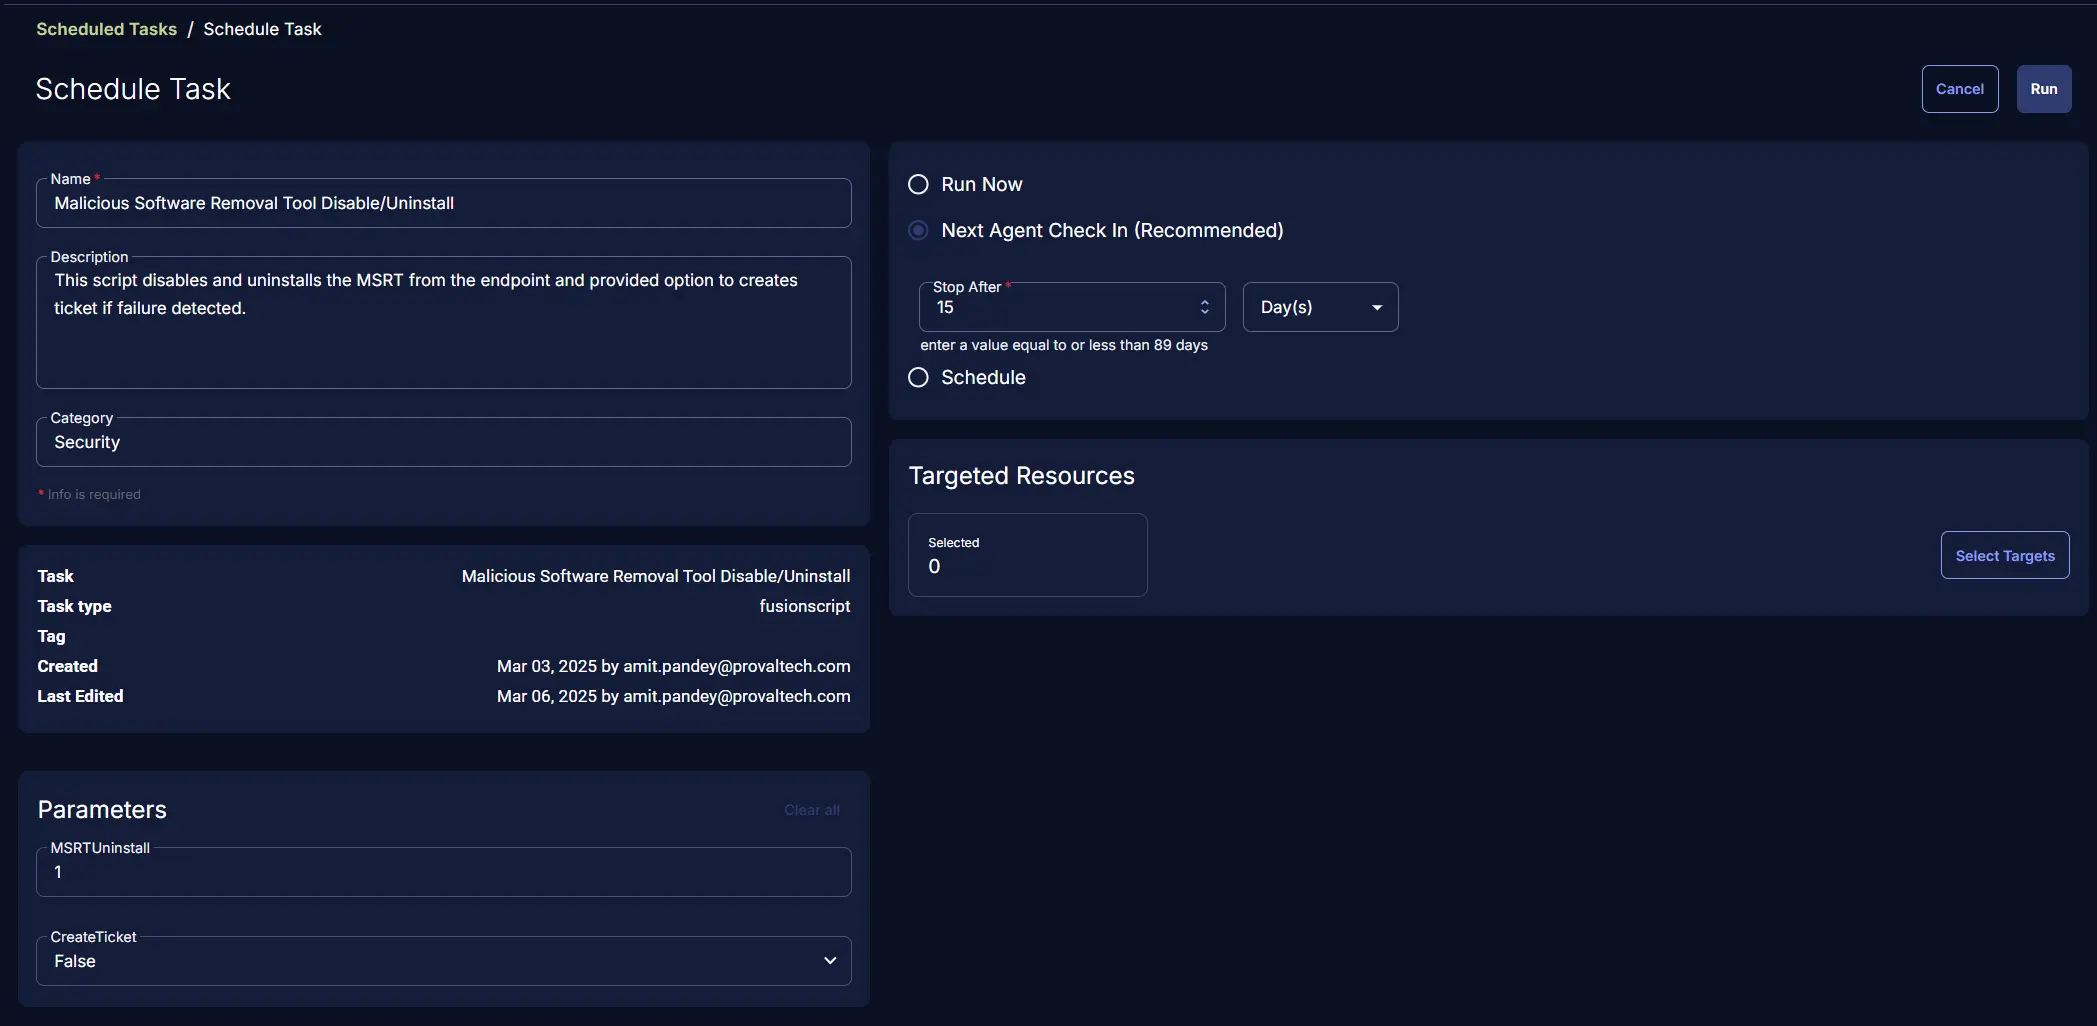 Scheduled Tasks / Schedule Task
Schedule Task
Cancel
Run
Name *
Malicious Software Removal Tool Disable/Uninstall
Description
This script disables and uninstalls the MSRT from the endpoint and provided option to creates
ticket if failure detected.
Category
Security
* Info is required
Task Malicious Software Removal Tool Disable/Uninstall
Task type fusionscript
Tag
Created Mar 03, 2025 by amit.pandey@provaltech.com
Last Edited Mar 06, 2025 by amit.pandey@provaltech.com
Parameters Clear all
MSRTUninstall
1
CreateTicket
False
Run Now
Next Agent Check In (Recommended)
Stop After *
15 Day(s)
enter a value equal to or less than 89 days
Schedule
Targeted Resources
Selected
0
Select Targets